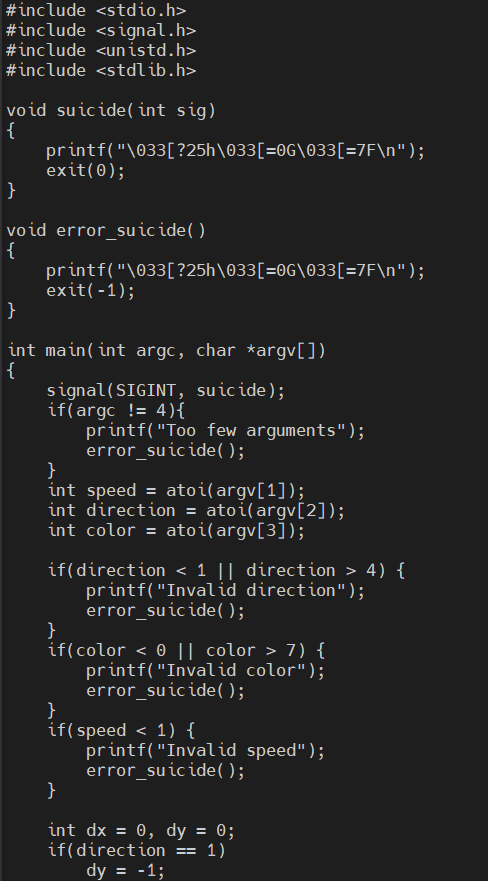 #include <stdio.h>
#include <signal.h>
#include <unistd.h>
#include <stdlib.h>

void suicide(int sig)
{
    printf("\033[?25h\033[=0G\033[=7F\n");
    exit(0);
}

void error_suicide()
{
    printf("\033[?25h\033[=0G\033[=7F\n");
    exit(-1);
}

int main(int argc, char *argv[])
{
    signal(SIGINT, suicide);
    if(argc != 4){
        printf("Too few arguments");
        error_suicide();
    }
    int speed = atoi(argv[1]);
    int direction = atoi(argv[2]);
    int color = atoi(argv[3]);

    if(direction < 1 || direction > 4) {
        printf("Invalid direction");
        error_suicide();
    }
    if(color < 0 || color > 7) {
        printf("Invalid color");
        error_suicide();
    }
    if(speed < 1) {
        printf("Invalid speed");
        error_suicide();
    }

    int dx = 0, dy = 0;
    if(direction == 1)
        dy = -1;